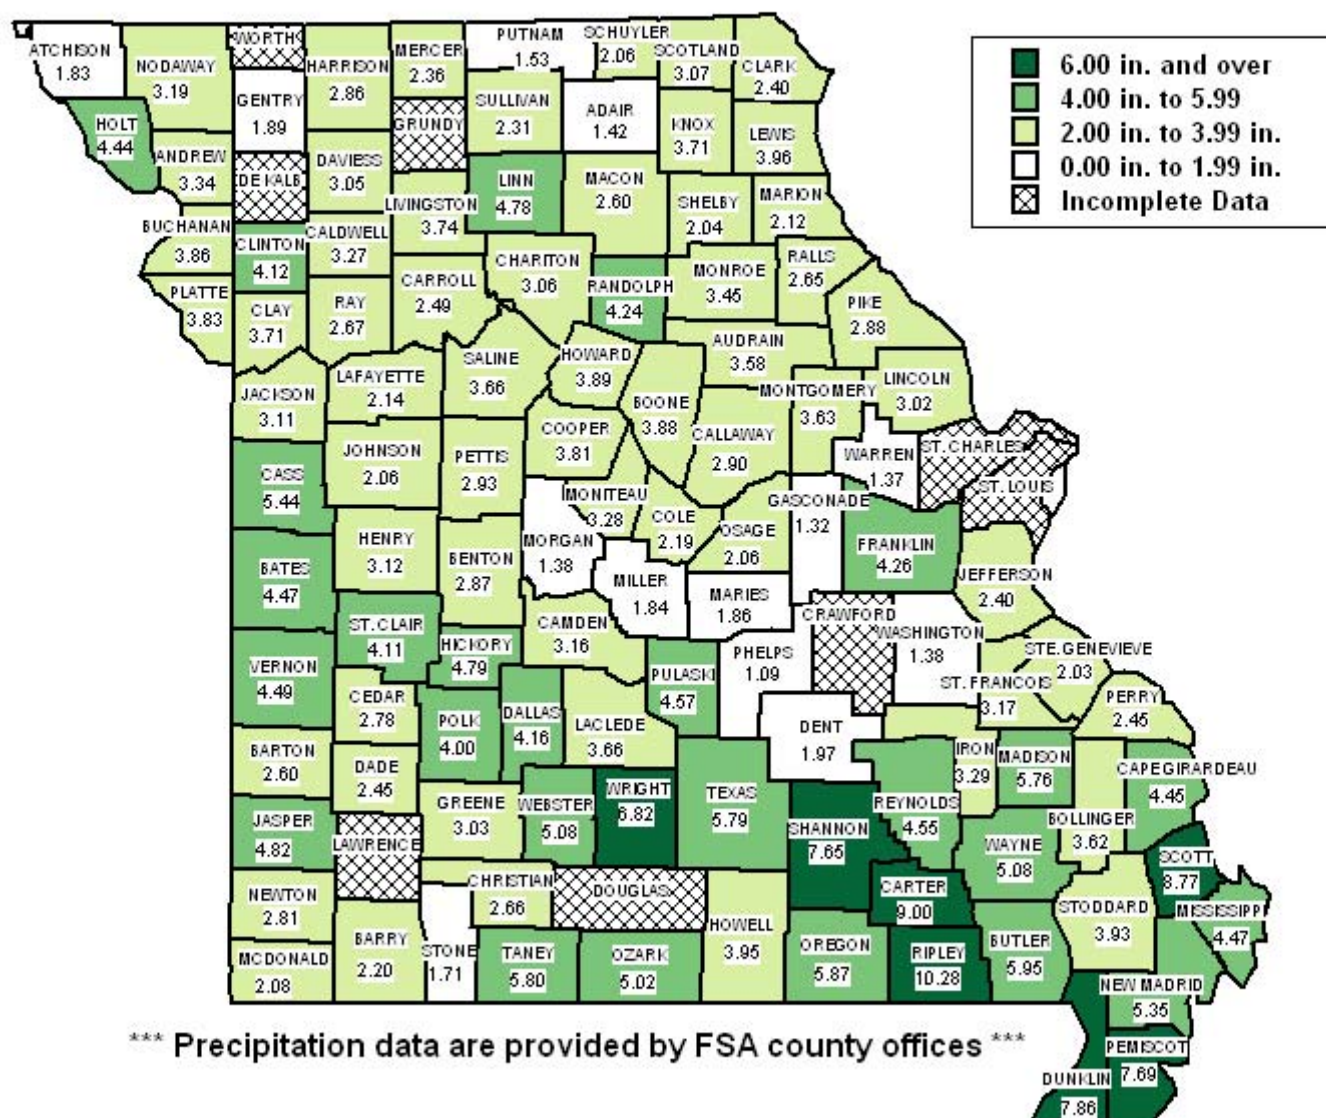 6.00 in. and over
4.00 in. to 5.99
2.00 in. to 3.99 in.
0.00 in. to 1.99 in.
Incomplete Data
ATCHISON
1.83
NODAWAY
3.19
WORTH
HARRISON
2.86
MERCER
2.36
PUTNAM
1.53
SCHUYLER
2.06
SCOTLAND
3.07
CLARK
2.40
HOLT
4.44
GENTRY
1.89
GRUNDY
SULLIVAN
2.31
ADAIR
1.42
KNOX
3.71
LEWIS
3.96
ANDREW
3.34
DE KALB
DAVIESS
3.05
LIVINGSTON
3.74
LINN
4.78
MACON
2.60
SHELBY
2.04
MARION
2.12
BUCHANAN
3.86
CLINTON
4.12
CALDWELL
3.27
CARROLL
2.49
CHARITON
3.06
RANDOLPH
4.24
MONROE
3.45
RALLS
2.65
PIKE
2.88
PLATTE
3.83
CLAY
3.71
RAY
2.67
SALINE
3.66
HOWARD
3.89
BOONE
3.88
AUDRAIN
3.58
MONTGOMERY
3.63
LINCOLN
3.02
JACKSON
3.11
LAFAYETTE
2.14
COOPER
3.81
CALLAWAY
2.90
WARREN
1.37
ST. CHARLES
ST. LOUIS
CASS
5.44
JOHNSON
2.06
PETTIS
2.93
MONITEAU
3.28
COLE
2.19
OSAGE
2.06
GASCONADE
1.32
FRANKLIN
4.26
JEFFERSON
2.40
BATES
4.47
HENRY
3.12
BENTON
2.87
MORGAN
1.38
MILLER
1.84
MARIES
1.86
CRAWFORD
WASHINGTON
1.38
STE. GENEVIEVE
2.03
ST. CLAIR
4.11
HICKORY
4.79
CAMDEN
3.16
PULASKI
4.57
PHELPS
1.09
ST. FRANCOIS
3.17
PERRY
2.45
VERNON
4.49
CEDAR
2.78
POLK
4.00
DALLAS
4.16
LACLEDE
3.66
DENT
1.97
IRON
3.29
MADISON
5.76
CAPE GIRARDEAU
4.45
BARTON
2.60
DADE
2.45
GREENE
3.03
WEBSTER
5.08
WRIGHT
6.82
TEXAS
5.79
SHANNON
7.65
REYNOLDS
4.55
WAYNE
5.08
BOLLINGER
3.62
SCOTT
8.77
JASPER
4.82
LAWRENCE
CHRISTIAN
2.66
DOUGLAS
HOWELL
3.95
CARTER
9.00
STODDARD
3.93
MISSISSIPPI
4.47
NEWTON
2.81
BARRY
2.20
STONE
1.71
TANEY
5.80
OZARK
5.02
OREGON
5.87
RIPLEY
10.28
BUTLER
5.95
NEW MADRID
5.35
MCDONALD
2.08
PEMISCOT
7.69
DUNKLIN
7.86
*** Precipitation data are provided by FSA county offices ***